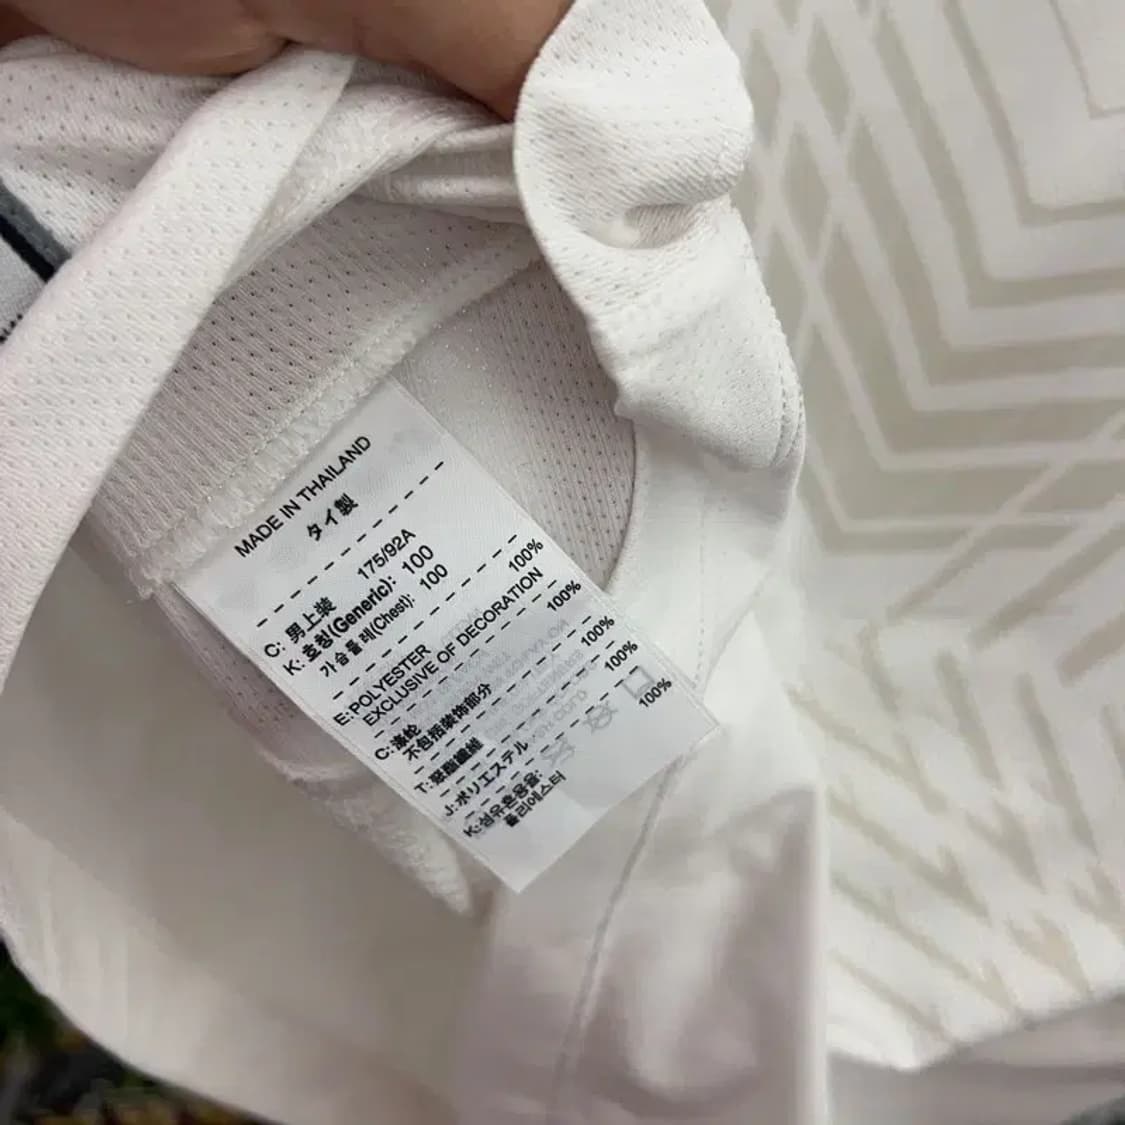 MADE IN THAILAND
タイ製
175/92A
C: 男上装
K: 호칭(Generic): 100
가슴둘레(Chest): 100
E: POLYESTER 100%
EXCLUSIVE OF DECORATION
C: 涤纶 100%
不包括装饰部分
T: 聚酯纖維 100%
J: ポリエステル 100%
K: 섬유혼용율:
폴리에스터 100%